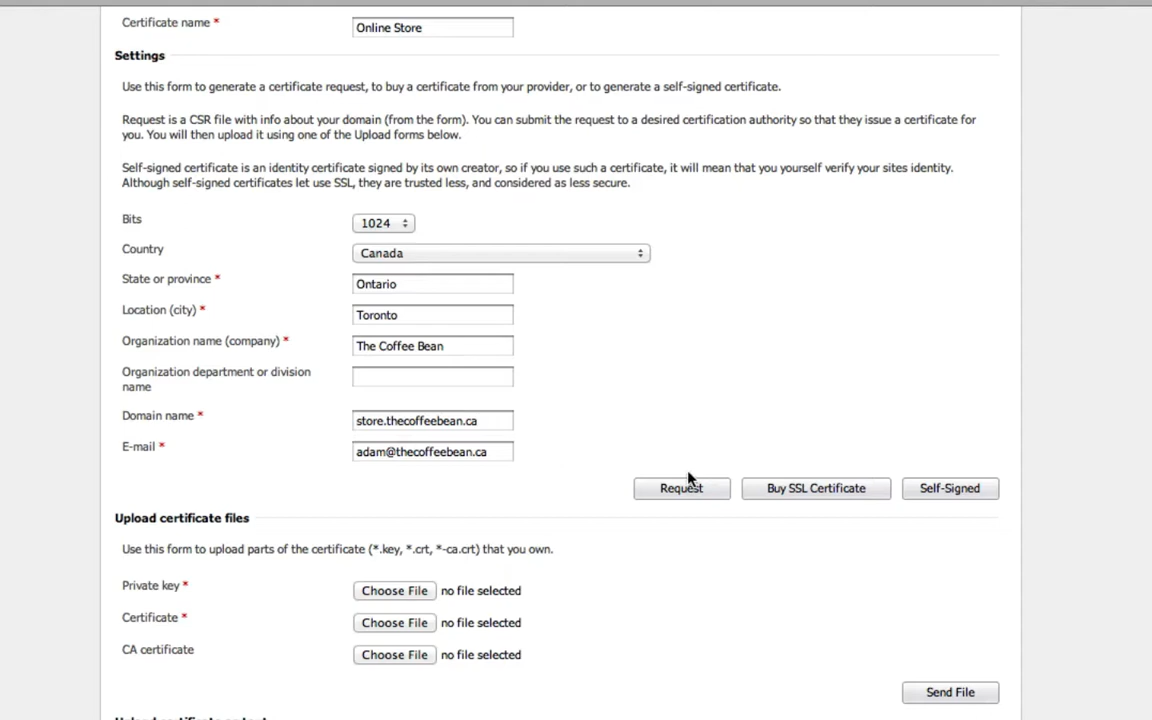 Certificate name *
Online Store
Settings
Use this form to generate a certificate request, to buy a certificate from your provider, or to generate a self-signed certificate.
Request is a CSR file with info about your domain (from the form). You can submit the request to a desired certification authority so that they issue a certificate for
you. You will then upload it using one of the Upload forms below.
Self-signed certificate is an identity certificate signed by its own creator, so if you use such a certificate, it will mean that you yourself verify your sites identity.
Although self-signed certificates let use SSL, they are trusted less, and considered as less secure.
Bits
1024
Country
Canada
State or province *
Ontario
Location (city) *
Toronto
Organization name (company) *
The Coffee Bean
Organization department or division
name
Domain name *
store.thecoffeebean.ca
E-mail *
adam@thecoffeebean.ca
Request
Buy SSL Certificate
Self-Signed
Upload certificate files
Use this form to upload parts of the certificate (*.key, *.crt, *-ca.crt) that you own.
Private key *
Choose File no file selected
Certificate *
Choose File no file selected
CA certificate
Choose File no file selected
Send File